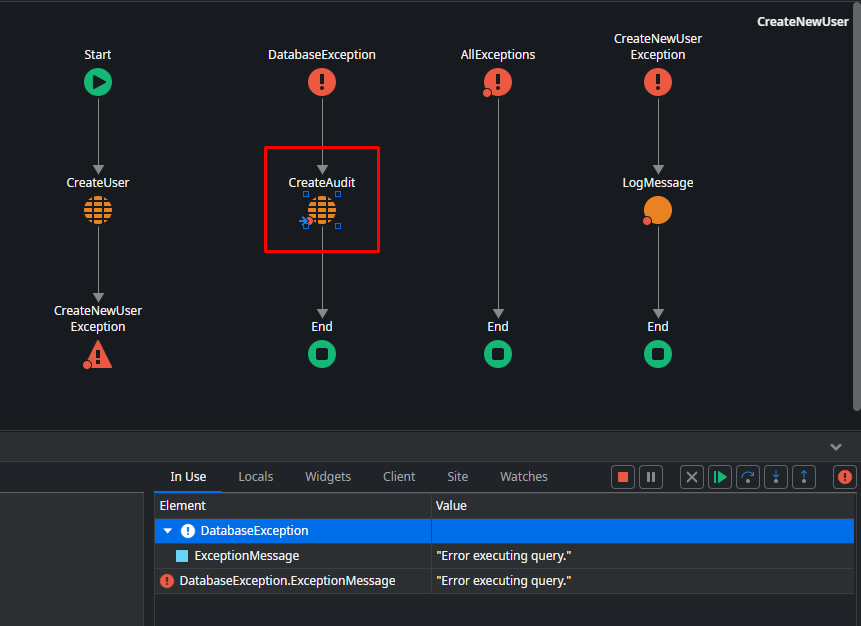 CreateNewUser
Start
DatabaseException
AllExceptions
CreateNewUser
Exception
CreateUser
CreateAudit
LogMessage
CreateNewUser
Exception
End
End
End
In Use
Locals
Widgets
Client
Site
Watches
Element
Value
DatabaseException
ExceptionMessage
"Error executing query."
DatabaseException.ExceptionMessage
"Error executing query."